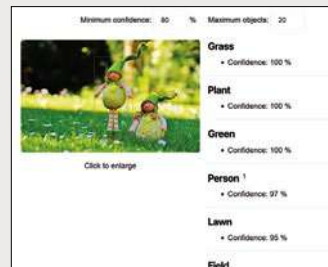 Minimum confidence: 80 % Maximum objects: 20
Grass
• Confidence: 100 %
Plant
• Confidence: 100 %
Green
• Confidence: 100 %
Click to enlarge
Person 1
• Confidence: 97 %
Lawn
• Confidence: 95 %
Field